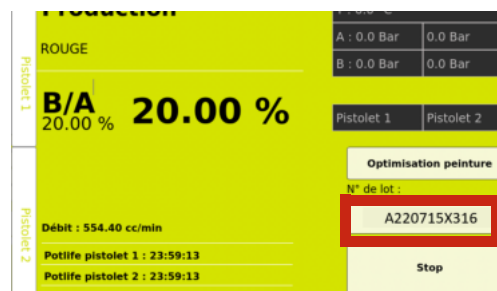 Production
ROUGE
B/A
20.00 %
20.00 %
Débit : 554.40 cc/min
Potlife pistolet 1 : 23:59:13
Potlife pistolet 2 : 23:59:13
Pistolet 1
Pistolet 2
T : 0.0 °C
A : 0.0 Bar 0.0 Bar
B : 0.0 Bar 0.0 Bar
Pistolet 1 Pistolet 2
Optimisation peinture
N° de lot :
A220715X316
Stop